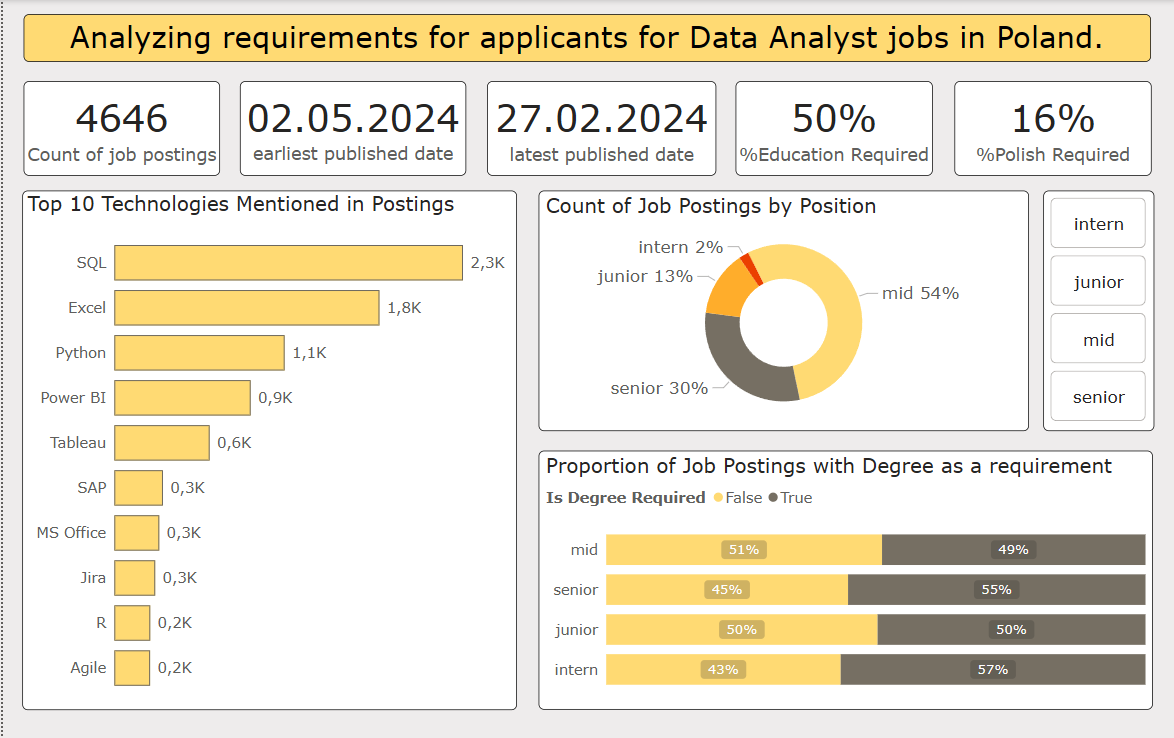 Analyzing requirements for applicants for Data Analyst jobs in Poland.
4646
Count of job postings
02.05.2024
earliest published date
27.02.2024
latest published date
50%
%Education Required
16%
%Polish Required
Top 10 Technologies Mentioned in Postings
SQL 2,3K
Excel 1,8K
Python 1,1K
Power BI 0,9K
Tableau 0,6K
SAP 0,3K
MS Office 0,3K
Jira 0,3K
R 0,2K
Agile 0,2K
Count of Job Postings by Position
intern 2%
junior 13%
mid 54%
senior 30%
intern
junior
mid
senior
Proportion of Job Postings with Degree as a requirement
Is Degree Required False True
mid 51% 49%
senior 45% 55%
junior 50% 50%
intern 43% 57%